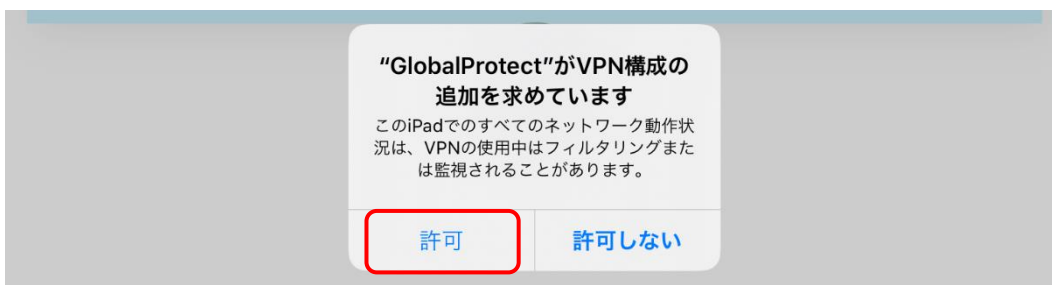 “GlobalProtect”がVPN構成の
追加を求めています
このiPadでのすべてのネットワーク動作状
況は、VPNの使用中はフィルタリングまた
は監視されることがあります。
許可
許可しない